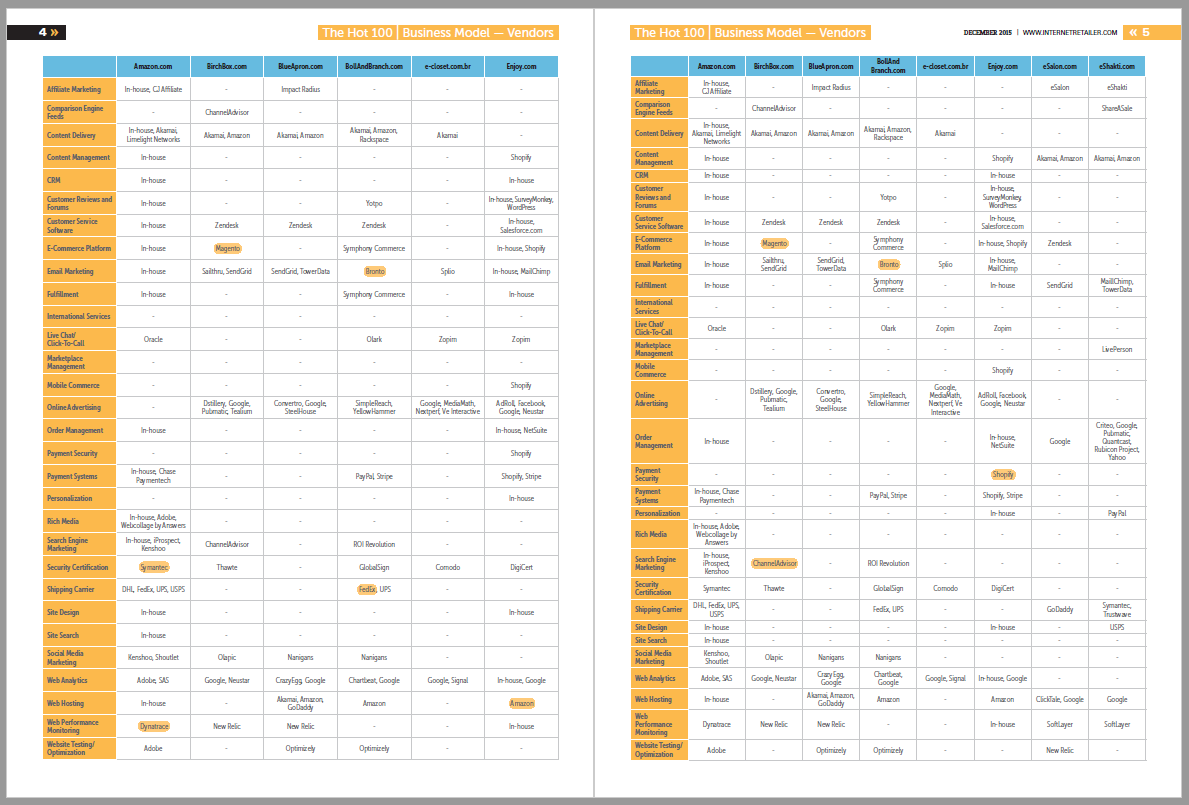 4 »
The Hot 100 | Business Model — Vendors
Amazon.com BirchBox.com BlueApron.com BollAndBranch.com e-closet.com.br Enjoy.com
Affiliate Marketing In-house, CJ Affiliate - Impact Radius - - -
Comparison Engine Feeds - ChannelAdvisor - - - -
Content Delivery In-house, Akamai, Limelight Networks Akamai, Amazon Akamai, Amazon Akamai, Amazon, Rackspace Akamai -
Content Management In-house - - - - Shopify
CRM In-house - - - - In-house
Customer Reviews and Forums In-house - - Yotpo - In-house, SurveyMonkey, WordPress
Customer Service Software In-house Zendesk Zendesk Zendesk - In-house, Salesforce.com
E-Commerce Platform In-house Magento - Symphony Commerce - In-house, Shopify
Email Marketing In-house Sailthru, SendGrid SendGrid, TowerData Bronto Splio In-house, MailChimp
Fulfillment In-house - - Symphony Commerce - In-house
International Services - - - - - -
Live Chat/ Click-To-Call Oracle - - Olark Zopim Zopim
Marketplace Management - - - - - -
Mobile Commerce - - - - - Shopify
Online Advertising - Dstillery, Google, Pubmatic, Tealium Convertro, Google, SteelHouse SimpleReach, YellowHammer Google, MediaMath, Nextperf, Ve Interactive AdRoll, Facebook, Google, Neustar
Order Management In-house - - - - In-house, NetSuite
Payment Security - - - - - Shopify
Payment Systems In-house, Chase Paymentech - - PayPal, Stripe - Shopify, Stripe
Personalization - - - - - In-house
Rich Media In-house, Adobe, Webcollage by Answers - - - - -
Search Engine Marketing In-house, iProspect, Kenshoo ChannelAdvisor - ROI Revolution - -
Security Certification Symantec Thawte - GlobalSign Comodo DigiCert
Shipping Carrier DHL, FedEx, UPS, USPS - - FedEx, UPS - -
Site Design In-house - - - - In-house
Site Search In-house - - - - -
Social Media Marketing Kenshoo, Shoutlet Olapic Nanigans Nanigans - -
Web Analytics Adobe, SAS Google, Neustar CrazyEgg, Google Chartbeat, Google Google, Signal In-house, Google
Web Hosting In-house - Akamai, Amazon, GoDaddy Amazon - Amazon
Web Performance Monitoring Dynatrace New Relic New Relic - - In-house
Website Testing/ Optimization Adobe - Optimizely Optimizely - -
The Hot 100 | Business Model — Vendors
DECEMBER 2015 | WWW.INTERNETRETAILER.COM « 5
Amazon.com BirchBox.com BlueApron.com BollAnd Branch.com e-closet.com.br Enjoy.com eSalon.com eShakti.com
Affiliate Marketing In-house, CJ Affiliate - Impact Radius - - - eSalon eShakti
Comparison Engine Feeds - ChannelAdvisor - - - - - ShareASale
Content Delivery In-house, Akamai, Limelight Networks Akamai, Amazon Akamai, Amazon Akamai, Amazon, Rackspace Akamai - - -
Content Management In-house - - - - Shopify Akamai, Amazon Akamai, Amazon
CRM In-house - - - - In-house - -
Customer Reviews and Forums In-house - - Yotpo - In-house, SurveyMonkey, WordPress - -
Customer Service Software In-house Zendesk Zendesk Zendesk - In-house, Salesforce.com - -
E-Commerce Platform In-house Magento - Symphony Commerce - In-house, Shopify Zendesk -
Email Marketing In-house Sailthru, SendGrid SendGrid, TowerData Bronto Splio In-house, MailChimp - -
Fulfillment In-house - - Symphony Commerce - In-house SendGrid MailChimp, TowerData
International Services - - - - - - - -
Live Chat/ Click-To-Call Oracle - - Olark Zopim Zopim - -
Marketplace Management - - - - - - - LivePerson
Mobile Commerce - - - - - Shopify - -
Online Advertising - Dstillery, Google, Pubmatic, Tealium Convertro, Google, SteelHouse SimpleReach, YellowHammer Google, MediaMath, Nextperf, Ve Interactive AdRoll, Facebook, Google, Neustar - -
Order Management In-house - - - - In-house, NetSuite Google Criteo, Google, Pubmatic, Quantcast, Rubicon Project, Yahoo
Payment Security - - - - - Shopify - -
Payment Systems In-house, Chase Paymentech - - PayPal, Stripe - Shopify, Stripe - -
Personalization - - - - - In-house - PayPal
Rich Media In-house, Adobe, Webcollage by Answers - - - - - - -
Search Engine Marketing In-house, iProspect, Kenshoo ChannelAdvisor - ROI Revolution - - - -
Security Certification Symantec Thawte - GlobalSign Comodo DigiCert - -
Shipping Carrier DHL, FedEx, UPS, USPS - - FedEx, UPS - - GoDaddy Symantec, Trustwave
Site Design In-house - - - - In-house - USPS
Site Search In-house - - - - - - -
Social Media Marketing Kenshoo, Shoutlet Olapic Nanigans Nanigans - - - -
Web Analytics Adobe, SAS Google, Neustar Crazy Egg, Google Chartbeat, Google Google, Signal In-house, Google - -
Web Hosting In-house - Akamai, Amazon, GoDaddy Amazon - Amazon ClickTale, Google Google
Web Performance Monitoring Dynatrace New Relic New Relic - - In-house SoftLayer SoftLayer
Website Testing/ Optimization Adobe - Optimizely Optimizely - - New Relic -